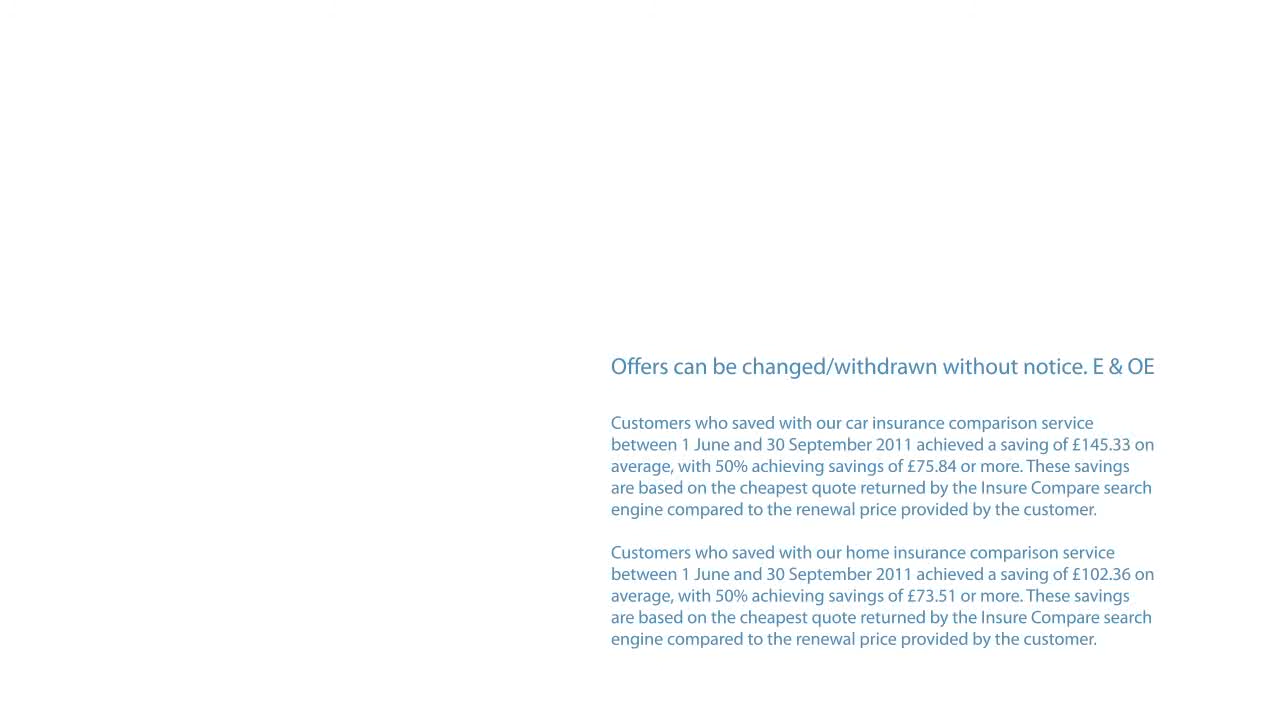 Offers can be changed/withdrawn without notice. E & OE
Customers who saved with our car insurance comparison service
between 1 June and 30 September 2011 achieved a saving of £145.33 on
average, with 50% achieving savings of £75.84 or more. These savings
are based on the cheapest quote returned by the Insure Compare search
engine compared to the renewal price provided by the customer.
Customers who saved with our home insurance comparison service
between 1 June and 30 September 2011 achieved a saving of £102.36 on
average, with 50% achieving savings of £73.51 or more. These savings
are based on the cheapest quote returned by the Insure Compare search
engine compared to the renewal price provided by the customer.